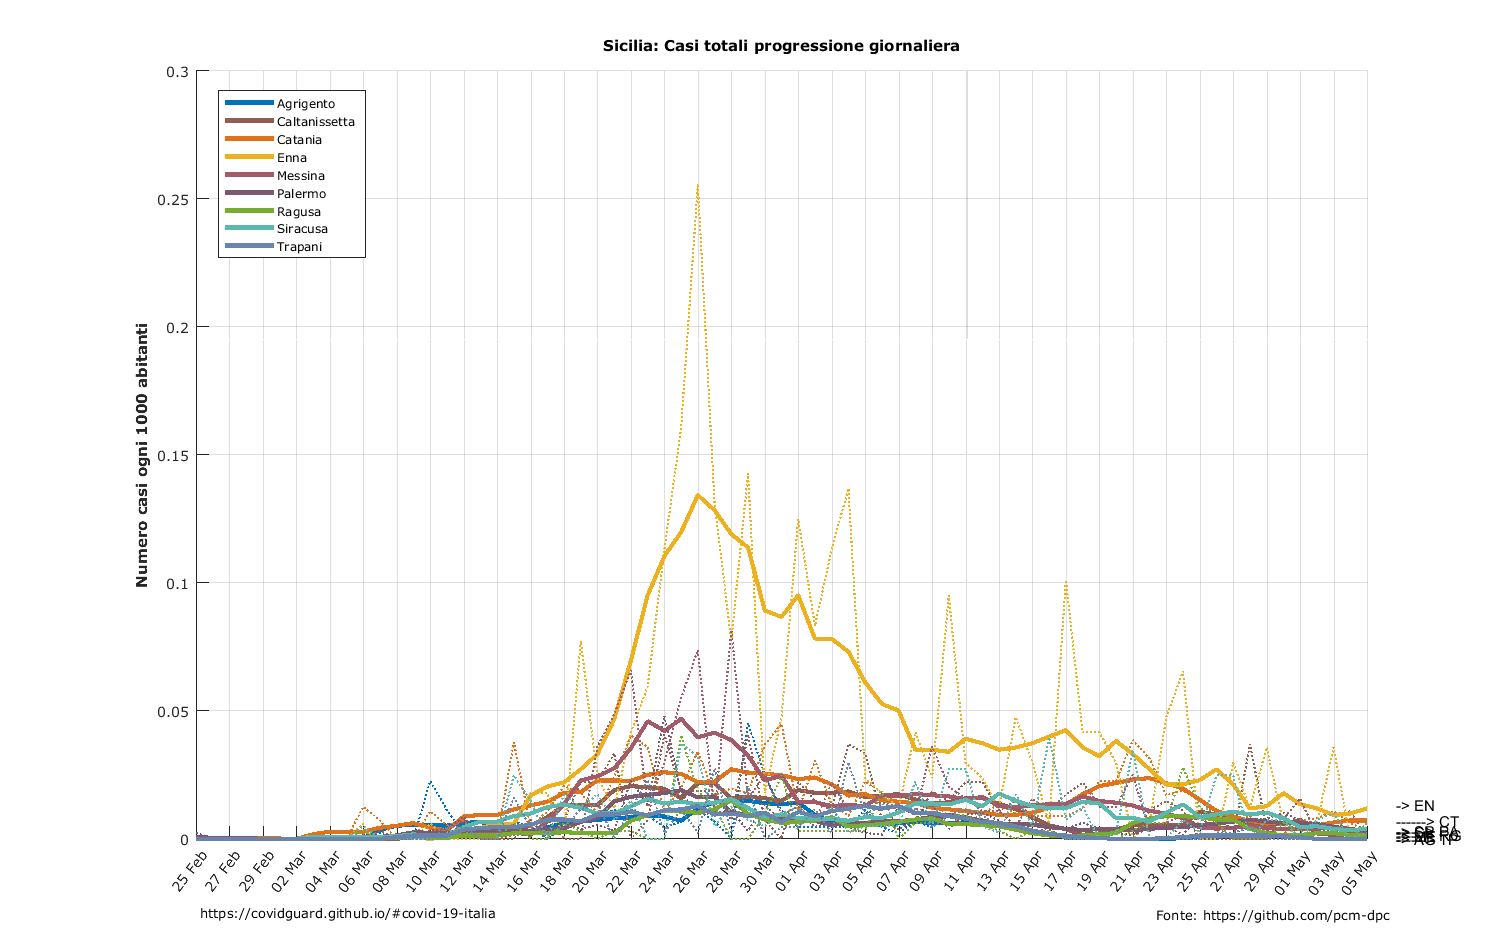 Sicilia: Casi totali progressione giornaliera
Numero casi ogni 1000 abitanti
0.3
0.25
0.2
0.15
0.1
0.05
0
Agrigento
Caltanissetta
Catania
Enna
Messina
Palermo
Ragusa
Siracusa
Trapani
-> EN
------> CT
25 Feb
27 Feb
29 Feb
02 Mar
04 Mar
06 Mar
08 Mar
10 Mar
12 Mar
14 Mar
16 Mar
18 Mar
20 Mar
22 Mar
24 Mar
26 Mar
28 Mar
30 Mar
01 Apr
03 Apr
05 Apr
07 Apr
09 Apr
11 Apr
13 Apr
15 Apr
17 Apr
19 Apr
21 Apr
23 Apr
25 Apr
27 Apr
29 Apr
01 May
03 May
05 May
https://covidguard.github.io/#covid-19-italia
Fonte: https://github.com/pcm-dpc